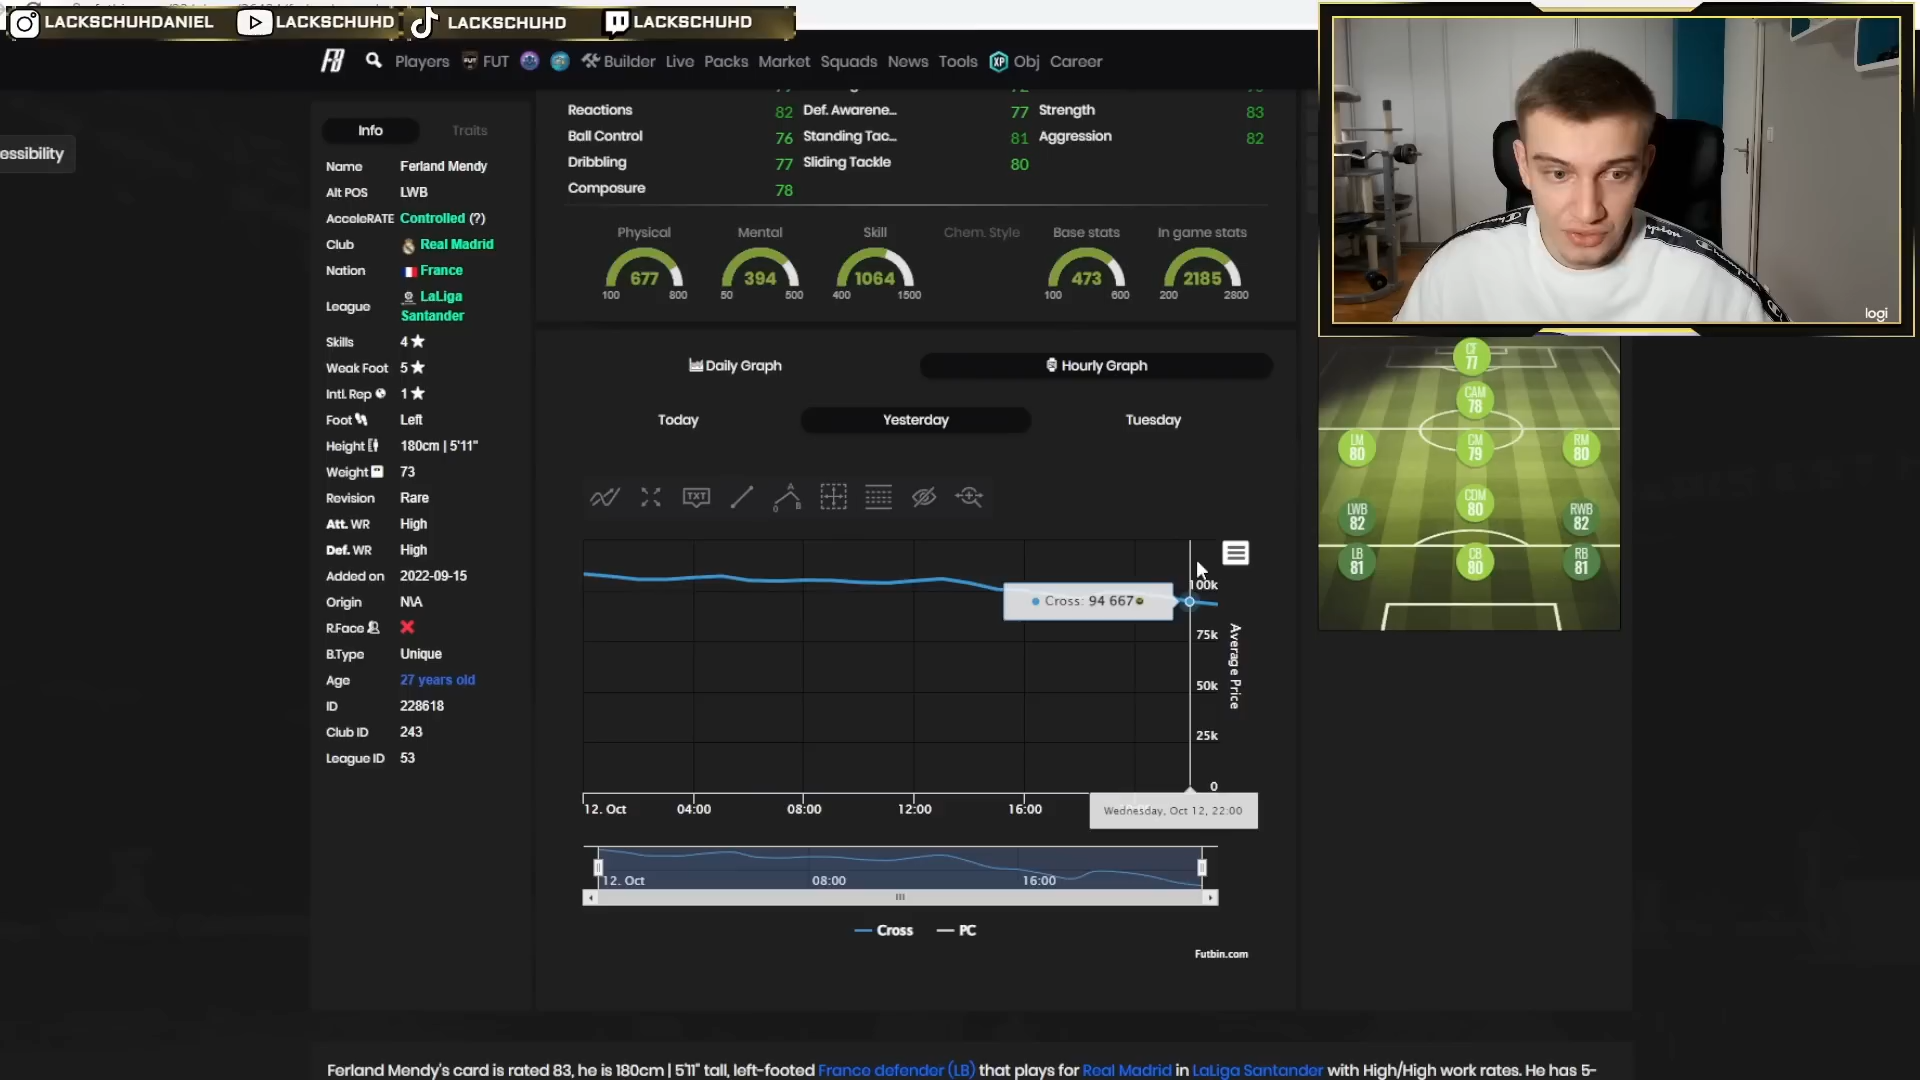 LACKSCHUHDANIEL LACKSCHUHD LACKSCHUHD LACKSCHUHD
FB Players FUT Builder Live Packs Market Squads News Tools XP Obj Career
essibility
Info Traits
Name Ferland Mendy
Alt POS LWB
AcceleRATE Controlled (?)
Club Real Madrid
Nation France
League LaLiga
Santander
Skills 4
Weak Foot 5
Intl. Rep 1
Foot Left
Height 180cm | 5'11"
Weight 73
Revision Rare
Att. WR High
Def. WR High
Added on 2022-09-15
Origin N\A
R.Face
B.Type Unique
Age 27 years old
ID 228618
Club ID 243
League ID 53
Reactions 82 Def. Awarene... 77 Strength 83
Ball Control 76 Standing Tac... 81 Aggression 82
Dribbling 77 Sliding Tackle 80
Composure 78
Physical Mental Skill Chem. Style Base stats In game stats
677 394 1064 473 2185
100 800 50 500 400 1500 100 600 200 2800
Daily Graph Hourly Graph
Today Yesterday Tuesday
TXT
100k
Cross: 94 667
75k
50k
25k
0
Average Price
12. Oct 04:00 08:00 12:00 16:00
Wednesday, Oct 12, 22:00
12. Oct 08:00 16:00
Cross PC
Futbin.com
logi
CF
77
CAM
78
LM CM RM
80 79 80
LWB CDM RWB
82 80 82
LB CB RB
81 80 81
Ferland Mendy's card is rated 83, he is 180cm | 5'11" tall, left-footed France defender (LB) that plays for Real Madrid in LaLiga Santander with High/High work rates. He has 5-